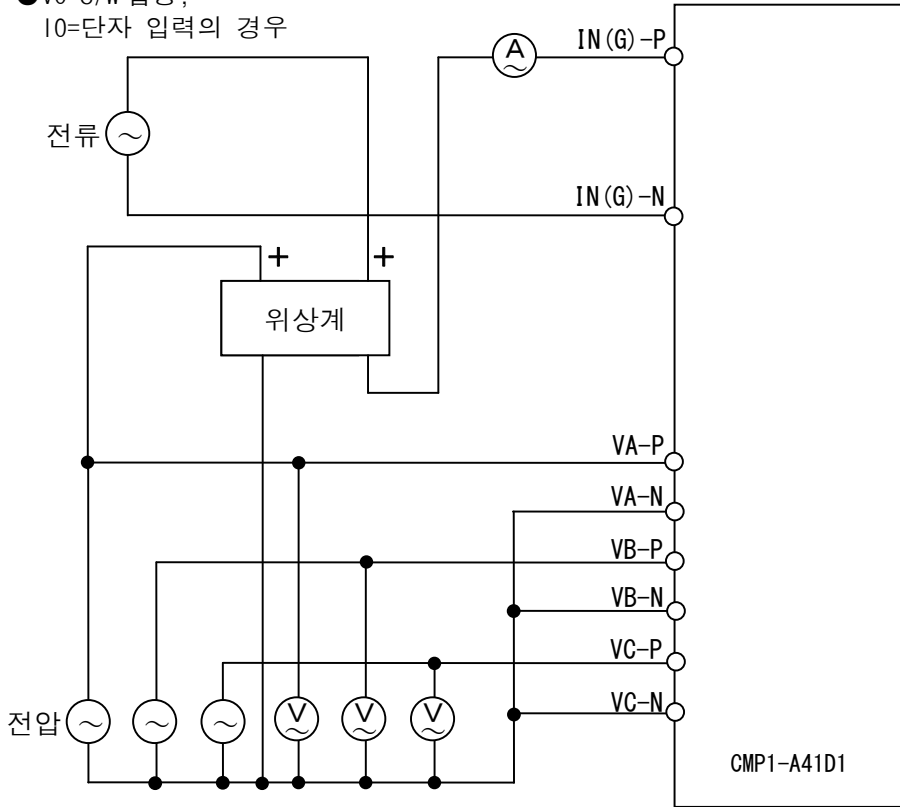 IO=단자 입력의 경우
A
IN(G)-P
전류
IN(G)-N
+
+
위상계
VA-P
VA-N
VB-P
VB-N
VC-P
VC-N
전압
V
V
V
CMP1-A41D1